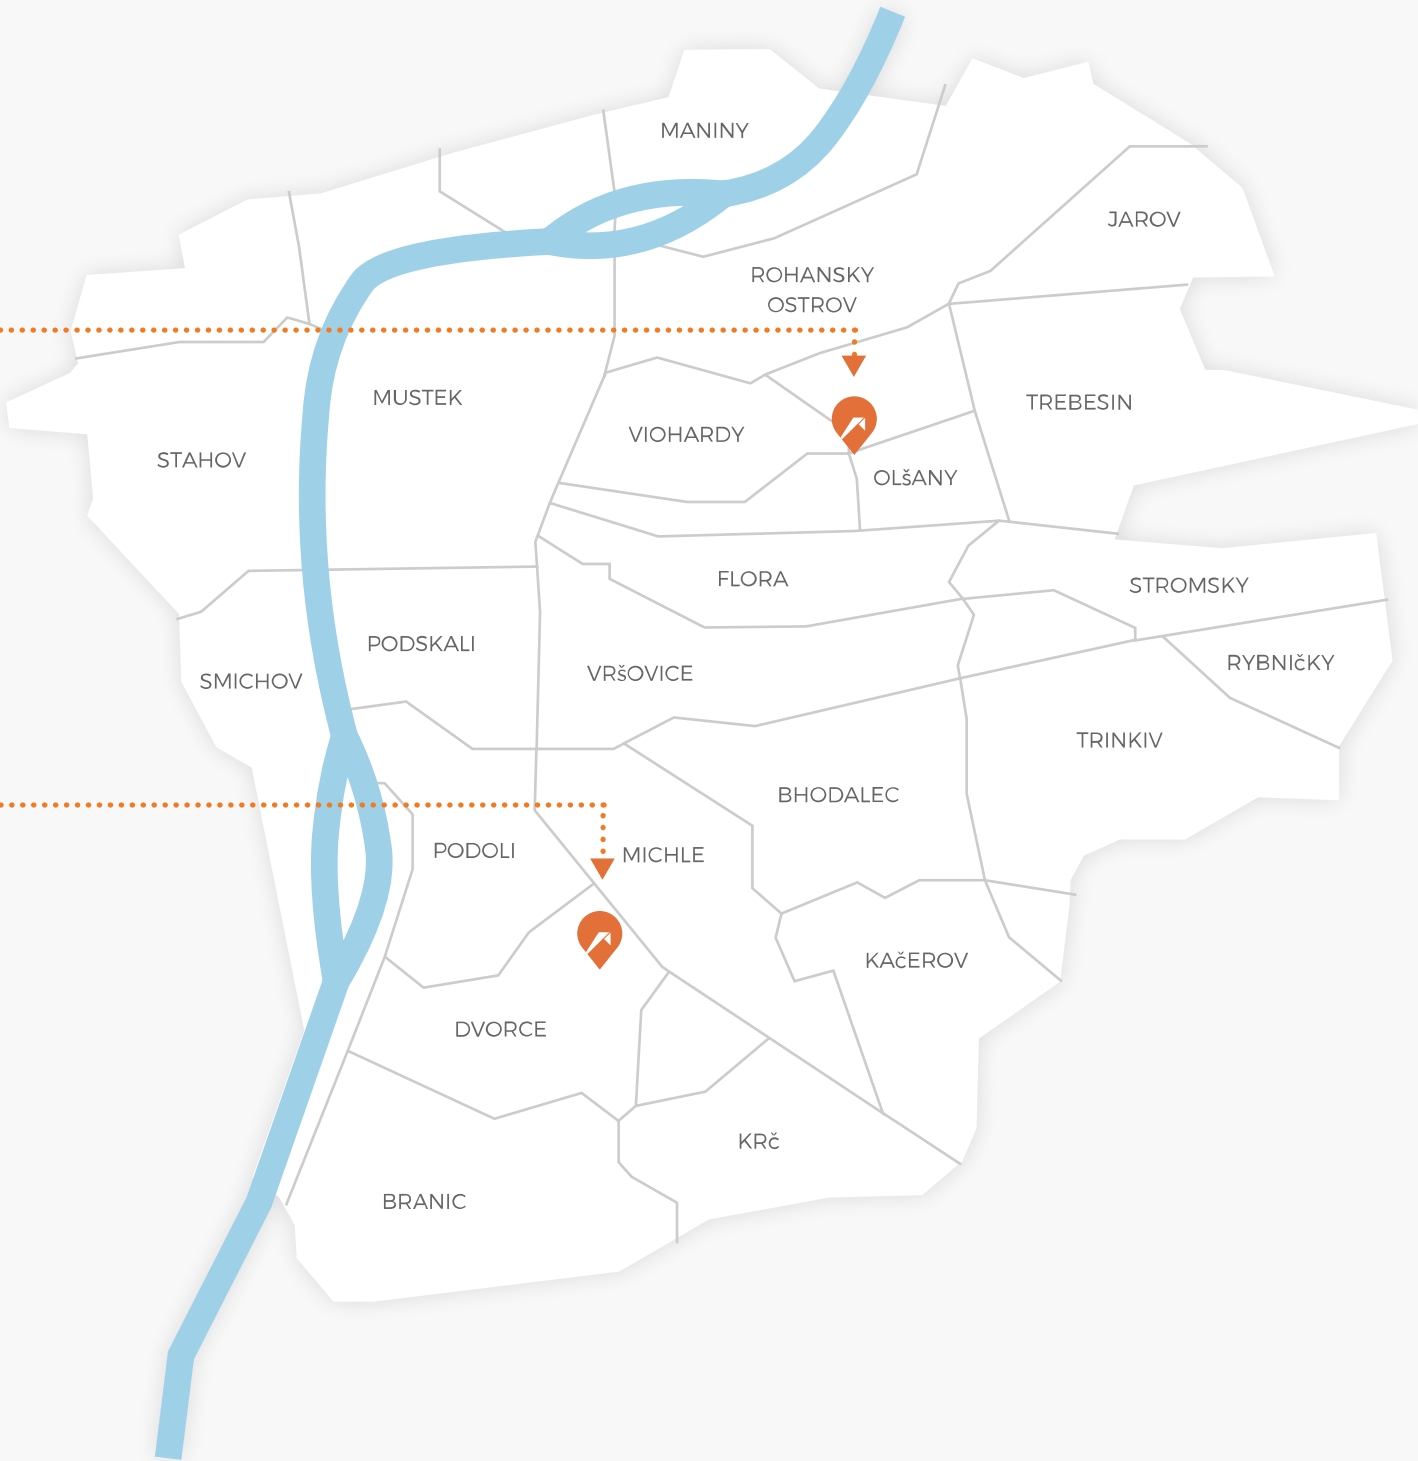 MANINY
JAROV
ROHANSKY
OSTROV
MUSTEK
TREBESIN
VIOHARDY
STAHOV
OLšANY
FLORA
STROMSKY
PODSKALI
RYBNIčKY
VRšOVICE
SMICHOV
TRINKIV
BHODALEC
PODOLI
MICHLE
KAčEROV
DVORCE
KRč
BRANIC